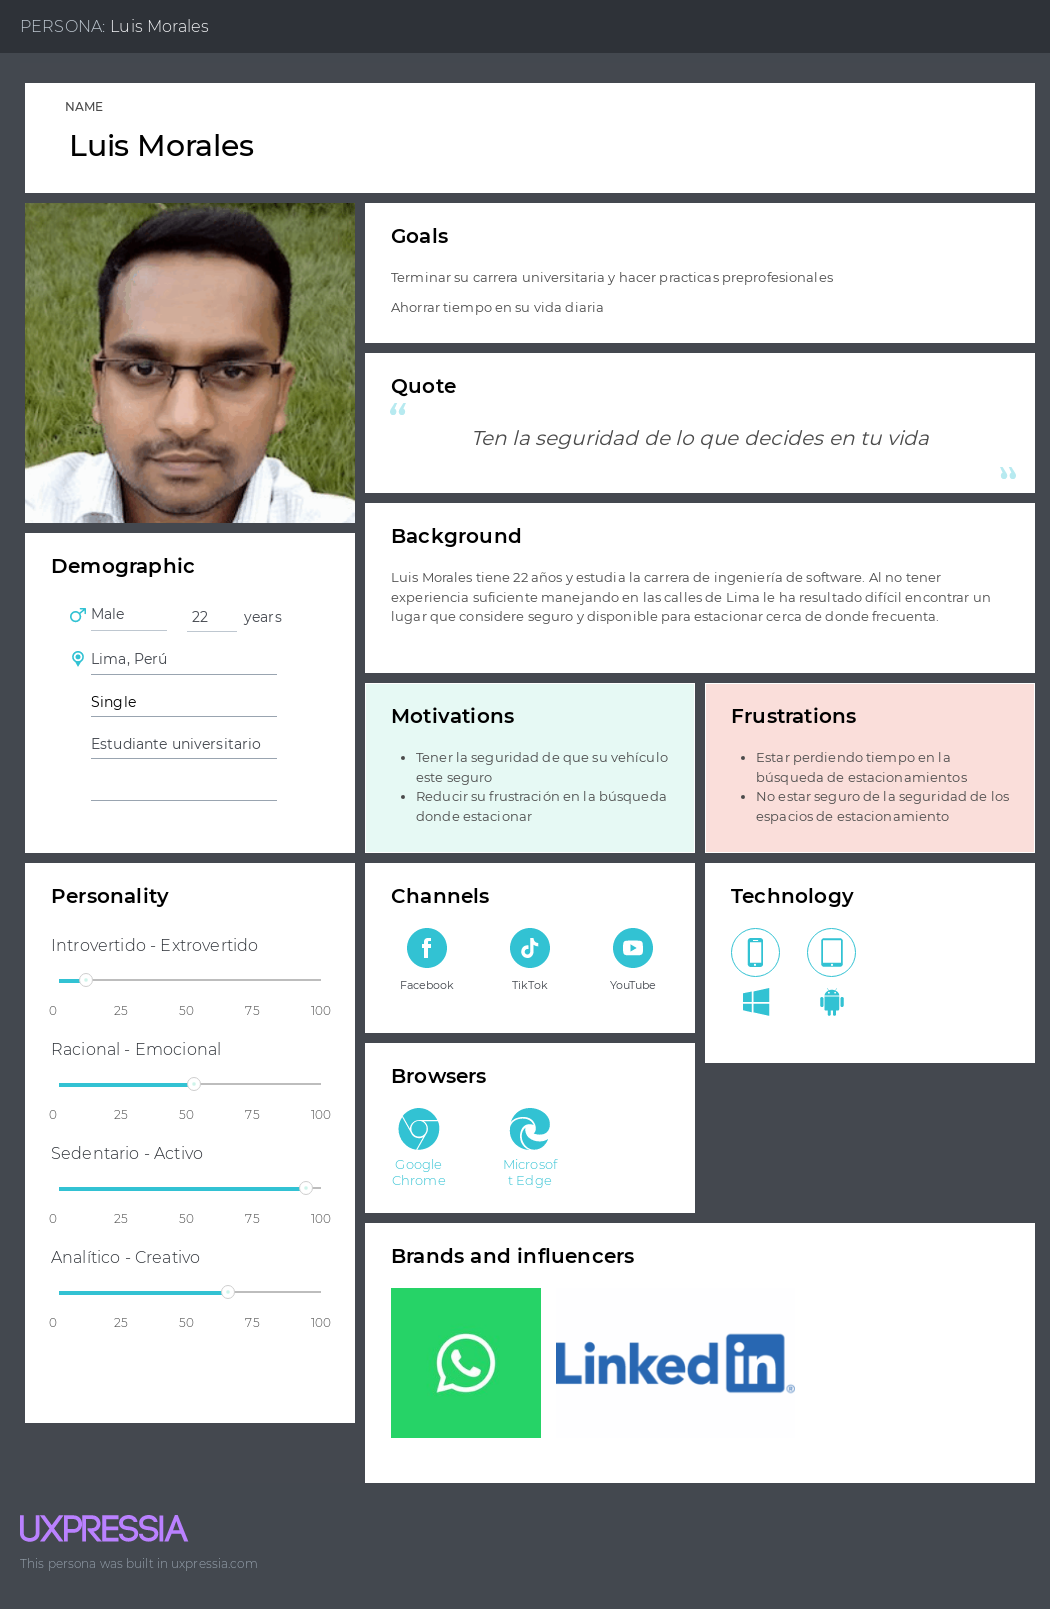 PERSONA: Luis Morales
NAME
Luis Morales
Goals
Terminar su carrera universitaria y hacer practicas preprofesionales
Ahorrar tiempo en su vida diaria
Quote
“
Ten la seguridad de lo que decides en tu vida
”
Background
Luis Morales tiene 22 años y estudia la carrera de ingeniería de software. Al no tener
experiencia suficiente manejando en las calles de Lima le ha resultado difícil encontrar un
lugar que considere seguro y disponible para estacionar cerca de donde frecuenta.
Demographic
Male 22 years
Lima, Perú
Single
Estudiante universitario
Motivations
• Tener la seguridad de que su vehículo
este seguro
• Reducir su frustración en la búsqueda
donde estacionar
Frustrations
• Estar perdiendo tiempo en la
búsqueda de estacionamientos
• No estar seguro de la seguridad de los
espacios de estacionamiento
Personality
Introvertido - Extrovertido
0 25 50 75 100
Racional - Emocional
0 25 50 75 100
Sedentario - Activo
0 25 50 75 100
Analítico - Creativo
0 25 50 75 100
Channels
Facebook TikTok YouTube
Technology
Browsers
Google
Chrome
Microsof
t Edge
Brands and influencers
Linkedin®
UXPRESSIA
This persona was built in uxpressia.com